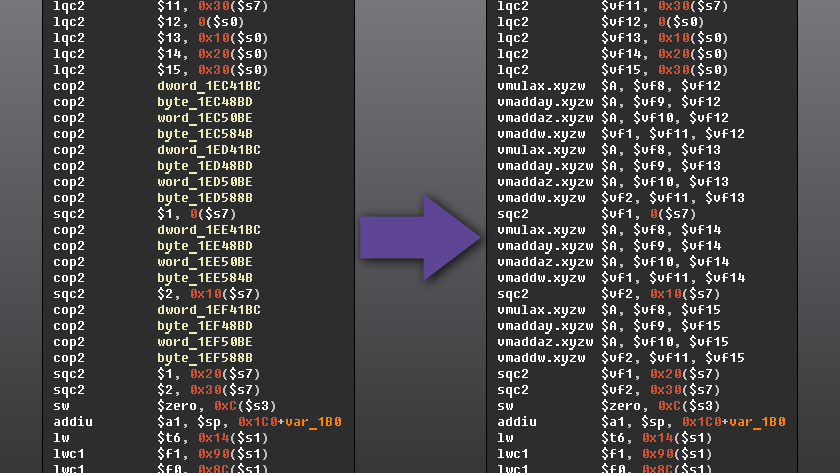 lqc2 $11, 0x30($s7)
lqc2 $12, 0($s0)
lqc2 $13, 0x10($s0)
lqc2 $14, 0x20($s0)
lqc2 $15, 0x30($s0)
cop2 dword_1EC41BC
cop2 byte_1EC48BD
cop2 word_1EC50BE
cop2 byte_1EC584B
cop2 dword_1ED41BC
cop2 byte_1ED48BD
cop2 word_1ED50BE
cop2 byte_1ED588B
sqc2 $1, 0($s7)
cop2 dword_1EE41BC
cop2 byte_1EE48BD
cop2 word_1EE50BE
cop2 byte_1EE584B
sqc2 $2, 0x10($s7)
cop2 dword_1EF41BC
cop2 byte_1EF48BD
cop2 word_1EF50BE
cop2 byte_1EF588B
sqc2 $1, 0x20($s7)
sqc2 $2, 0x30($s7)
sw $zero, 0xC($s3)
addiu $a1, $sp, 0x1C0+var_1B0
lw $t6, 0x14($s1)
lwc1 $f1, 0x90($s1)
lwc1 $f0, 0x8C($s1)
lqc2 $vf11, 0x30($s7)
lqc2 $vf12, 0($s0)
lqc2 $vf13, 0x10($s0)
lqc2 $vf14, 0x20($s0)
lqc2 $vf15, 0x30($s0)
vmulax.xyzw $A, $vf8, $vf12
vmadday.xyzw $A, $vf9, $vf12
vmaddaz.xyzw $A, $vf10, $vf12
vmaddw.xyzw $vf1, $vf11, $vf12
vmulax.xyzw $A, $vf8, $vf13
vmadday.xyzw $A, $vf9, $vf13
vmaddaz.xyzw $A, $vf10, $vf13
vmaddw.xyzw $vf2, $vf11, $vf13
sqc2 $vf1, 0($s7)
vmulax.xyzw $A, $vf8, $vf14
vmadday.xyzw $A, $vf9, $vf14
vmaddaz.xyzw $A, $vf10, $vf14
vmaddw.xyzw $vf1, $vf11, $vf14
sqc2 $vf2, 0x10($s7)
vmulax.xyzw $A, $vf8, $vf15
vmadday.xyzw $A, $vf9, $vf15
vmaddaz.xyzw $A, $vf10, $vf15
vmaddw.xyzw $vf2, $vf11, $vf15
sqc2 $vf1, 0x20($s7)
sqc2 $vf2, 0x30($s7)
sw $zero, 0xC($s3)
addiu $a1, $sp, 0x1C0+var_1B0
lw $t6, 0x14($s1)
lwc1 $f1, 0x90($s1)
lwc1 $f0, 0x8C($s1)